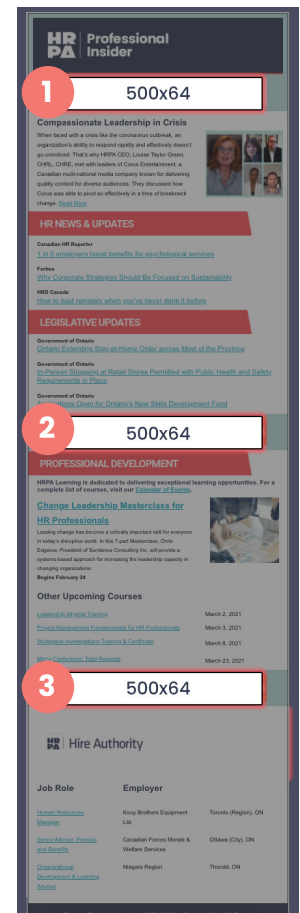 HR PA Professional Insider
1
500x64
Compassionate Leadership in Crisis
When faced with a crisis like the coronavirus outbreak, an
organization's ability to respond rapidly and effectively doesn't
go unnoticed. That's why HRPA CEO, Louise Taylor Green,
CHRL, CHRE, met with leaders of Corus Entertainment, a
Canadian multi-national media company known for delivering
quality content for diverse audiences. They discussed how
Corus was able to pivot so effectively in a time of breakneck
change. Read More
HR NEWS & UPDATES
Canadian HR Reporter
1 in 5 employers boost benefits for psychological services
Forbes
Why Corporate Strategies Should Be Focused on Sustainability
HRD Canada
How to lead remotely when you've never done it before
LEGISLATIVE UPDATES
Government of Ontario
Ontario Extending Stay-at-Home Order across Most of the Province
Government of Ontario
In-Person Shopping at Retail Stores Permitted with Public Health and Safety
Requirements in Place
Government of Ontario
Open for Ontario's New Skills Development Fund
2
500x64
PROFESSIONAL DEVELOPMENT
HRPA Learning is dedicated to delivering exceptional learning opportunities. For a
complete list of courses, visit our Calendar of Events.
Change Leadership Masterclass for
HR Professionals
Leading change has become a critically important skill for everyone
in today's disruptive world. In this 7-part Masterclass, Chris
Edgelow, President of Sundance Consulting Inc. will provide a
systems-based approach for increasing the leadership capacity in
changing organizations.
Begins February 24
Other Upcoming Courses
Leadership Allyship Training March 2, 2021
Project Management Fundamentals for HR Professionals March 3, 2021
Workplace Investigations Training & Certificate March 8, 2021
Micro-Conference: Total Rewards March 23, 2021
3
500x64
HR PA Hire Authority
Job Role Employer
Human Resources Kooy Brothers Equipment Toronto (Region), ON
Manager Ltd.
Senior Advisor, Pension Canadian Forces Morale & Ottawa (City), ON
and Benefits Welfare Services
Organizational Niagara Region Thorold, ON
Development & Learning
Advisor